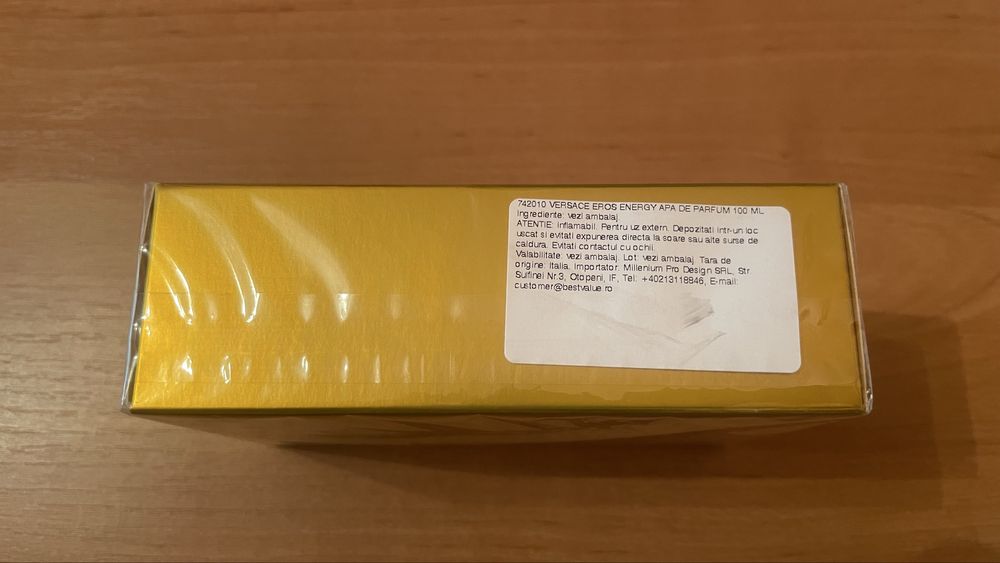 742010 VERSACE EROS ENERGY APA DE PARFUM 100 ML
Ingrediente: vezi ambalaj.
ATENTIE: Inflamabil. Pentru uz extern. Depozitati intr-un loc
uscat si evitati expunerea directa la soare sau alte surse de
caldura. Evitati contactul cu ochii.
Valabilitate: vezi ambalaj. Lot: vezi ambalaj. Tara de
origine: Italia. Importator: Millenium Pro Design SRL, Str.
Sulfinei Nr.3, Otopeni, IF, Tel: +40213118846, E-mail:
customer@bestvalue.ro